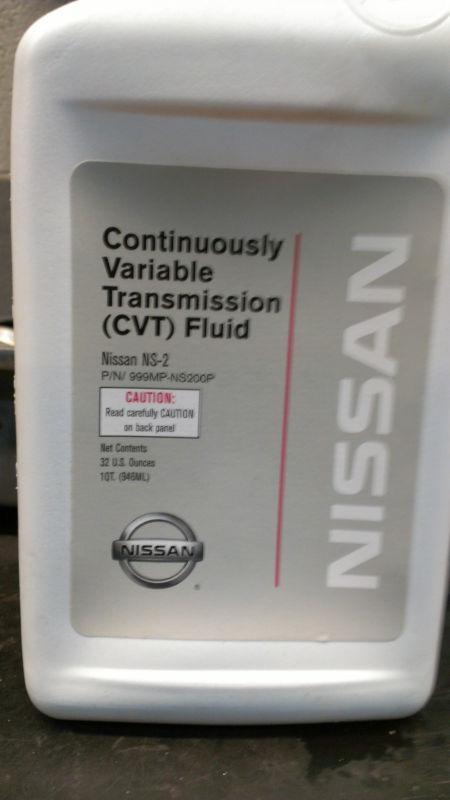 Continuously
Variable
Transmission
(CVT) Fluid
Nissan NS-2
P/N/ 999MP-NS200P
CAUTION:
Read carefully CAUTION
on back panel
Net Contents
32 U.S. Ounces
1QT. (946ML)
NISSAN
®
NISSAN